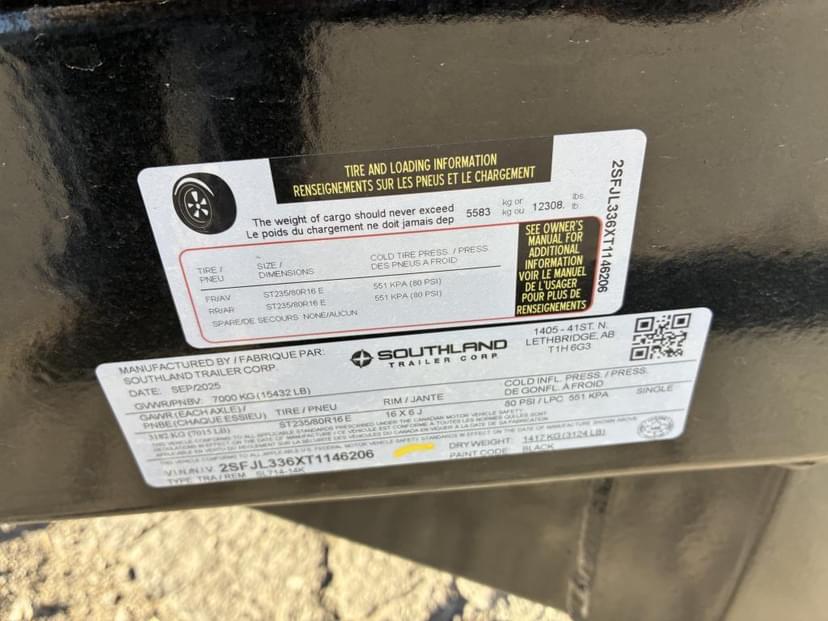 TIRE AND LOADING INFORMATION
RENSEIGNEMENTS SUR LES PNEUS ET LE CHARGEMENT
The weight of cargo should never exceed
Le poids du chargement ne doit jamais dep
5583 kg or kg ou 12308. lbs. lb.
TIRE / PNEU SIZE / DIMENSIONS COLD TIRE PRESS. / PRESS. DES PNEUS A FROID
FR/AV ST235/80R16 E 551 KPA (80 PSI)
RR/AR ST235/80R16 E 551 KPA (80 PSI)
SPARE/DE SECOURS NONE/AUCUN
SEE OWNER'S
MANUAL FOR
ADDITIONAL
INFORMATION
VOIR LE MANUEL
DE L'USAGER
POUR PLUS DE
RENSEIGNEMENTS
2SFJL336XT1146206
MANUFACTURED BY / FABRIQUE PAR:
SOUTHLAND TRAILER CORP.
DATE: SEP/2025
SOUTHLAND
TRAILER CORP.
1405 - 41ST. N.
LETHBRIDGE, AB
T1H 6G3
GVWR/PNBV: 7000 KG (15432 LB)
GAWR (EACH AXLE) / PNBE (CHAQUE ESSIEU) TIRE / PNEU RIM / JANTE COLD INFL. PRESS. / PRESS. DE GONFL. A FROID
3182 KG (7015 LB) ST235/80R16 E 16 X 6 J 80 PSI / LPC 551 KPA SINGLE
V.I.N./N.I.V. 2SFJL336XT1146206 DRY WEIGHT: 1417 KG (3124 LB)
TYPE: TRA / REM SL714-14K PAINT CODE: BLACK